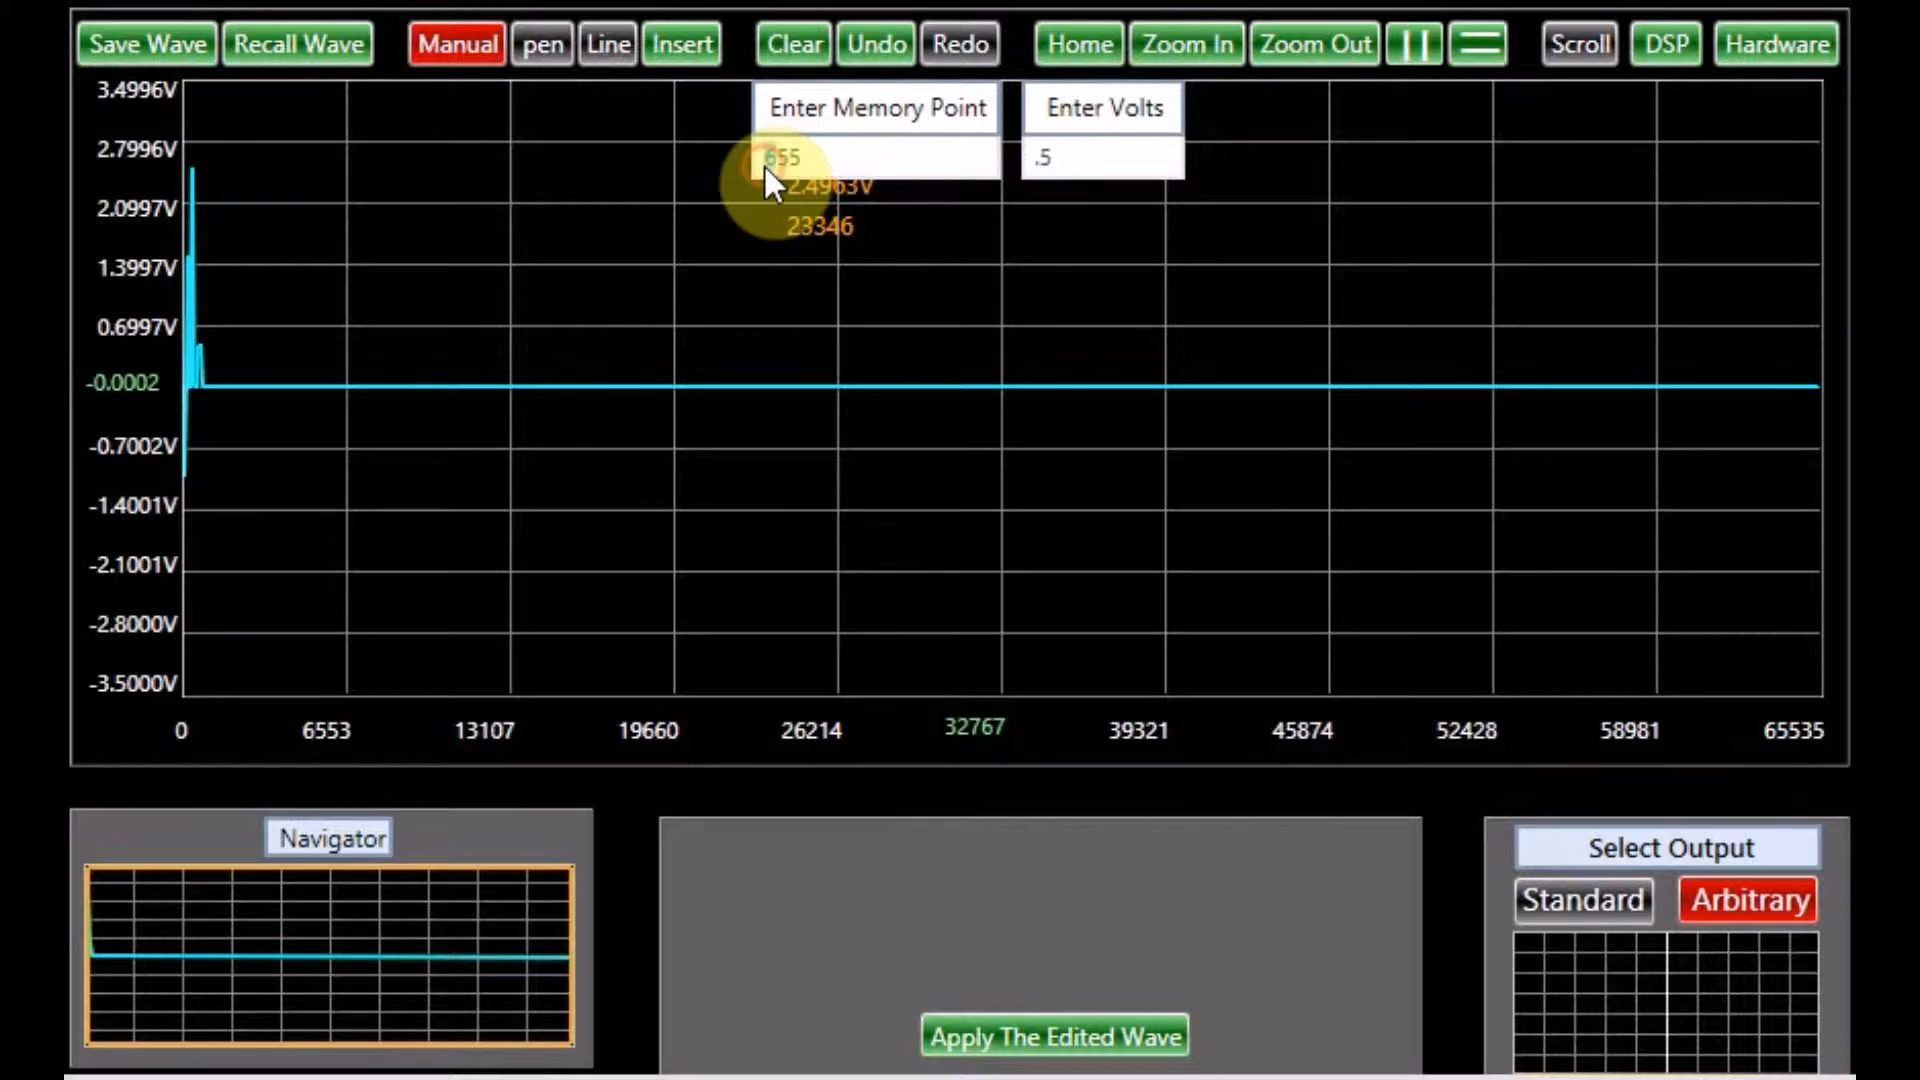 Save Wave Recall Wave Manual pen Line Insert Clear Undo Redo Home Zoom In Zoom Out Scroll DSP Hardware
3.4996V
Enter Memory Point Enter Volts
2.7996V
655 .5
2.4963V
2.0997V
23346
1.3997V
0.6997V
-0.0002
-0.7002V
-1.4001V
-2.1001V
-2.8000V
-3.5000V
0 6553 13107 19660 26214 32767 39321 45874 52428 58981 65535
Navigator
Select Output
Standard Arbitrary
Apply The Edited Wave